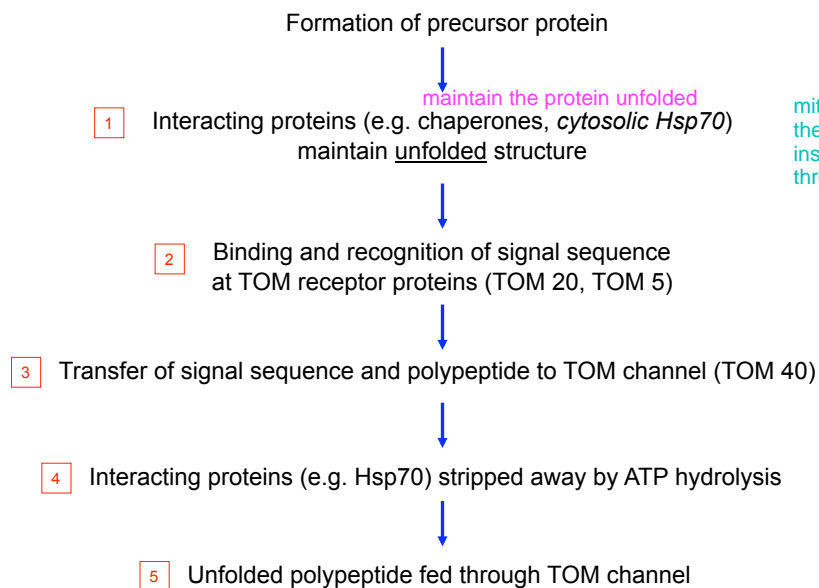 Formation of precursor protein
maintain the protein unfolded
1 Interacting proteins (e.g. chaperones, cytosolic Hsp70)
maintain unfolded structure
2 Binding and recognition of signal sequence
at TOM receptor proteins (TOM 20, TOM 5)
3 Transfer of signal sequence and polypeptide to TOM channel (TOM 40)
4 Interacting proteins (e.g. Hsp70) stripped away by ATP hydrolysis
5 Unfolded polypeptide fed through TOM channel